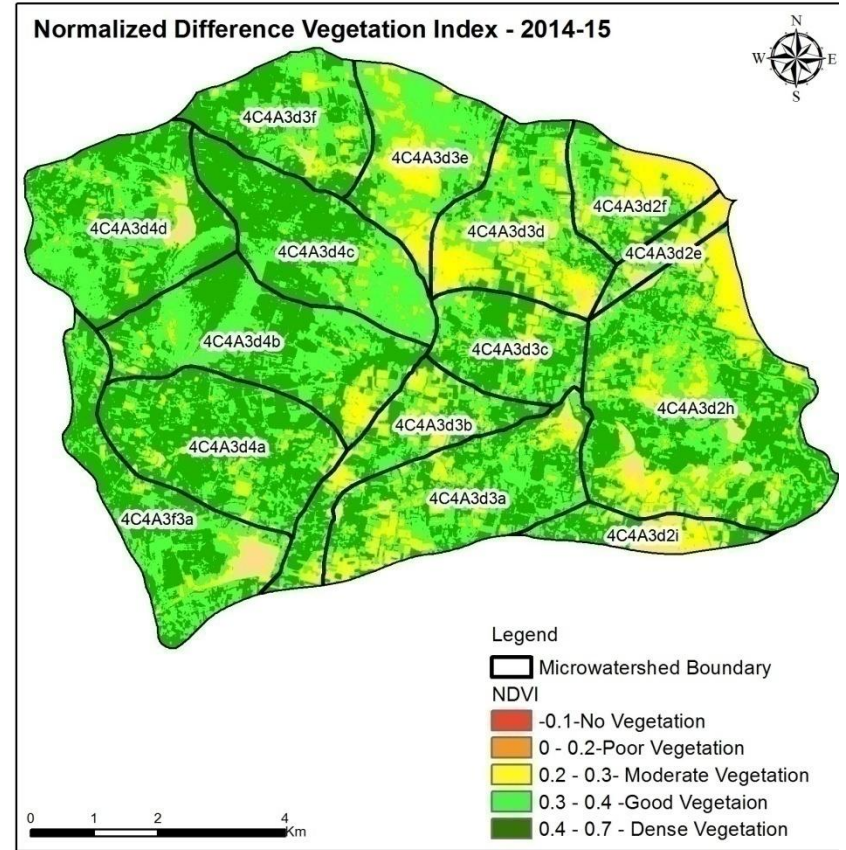 Normalized Difference Vegetation Index - 2014-15
N
W E
S
4C4A3d3f
4C4A3d3e
4C4A3d2f
4C4A3d4d
4C4A3d3d
4C4A3d4c
4C4A3d2e
4C4A3d4b
4C4A3d3c
4C4A3d2h
4C4A3d3b
4C4A3d4a
4C4A3d3a
4C4A3f3a
4C4A3d2i
Legend
Microwatershed Boundary
NDVI
-0.1-No Vegetation
0 - 0.2-Poor Vegetation
0.2 - 0.3- Moderate Vegetation
0.3 - 0.4 -Good Vegetaion
0.4 - 0.7 - Dense Vegetation
0 1 2 4
Km